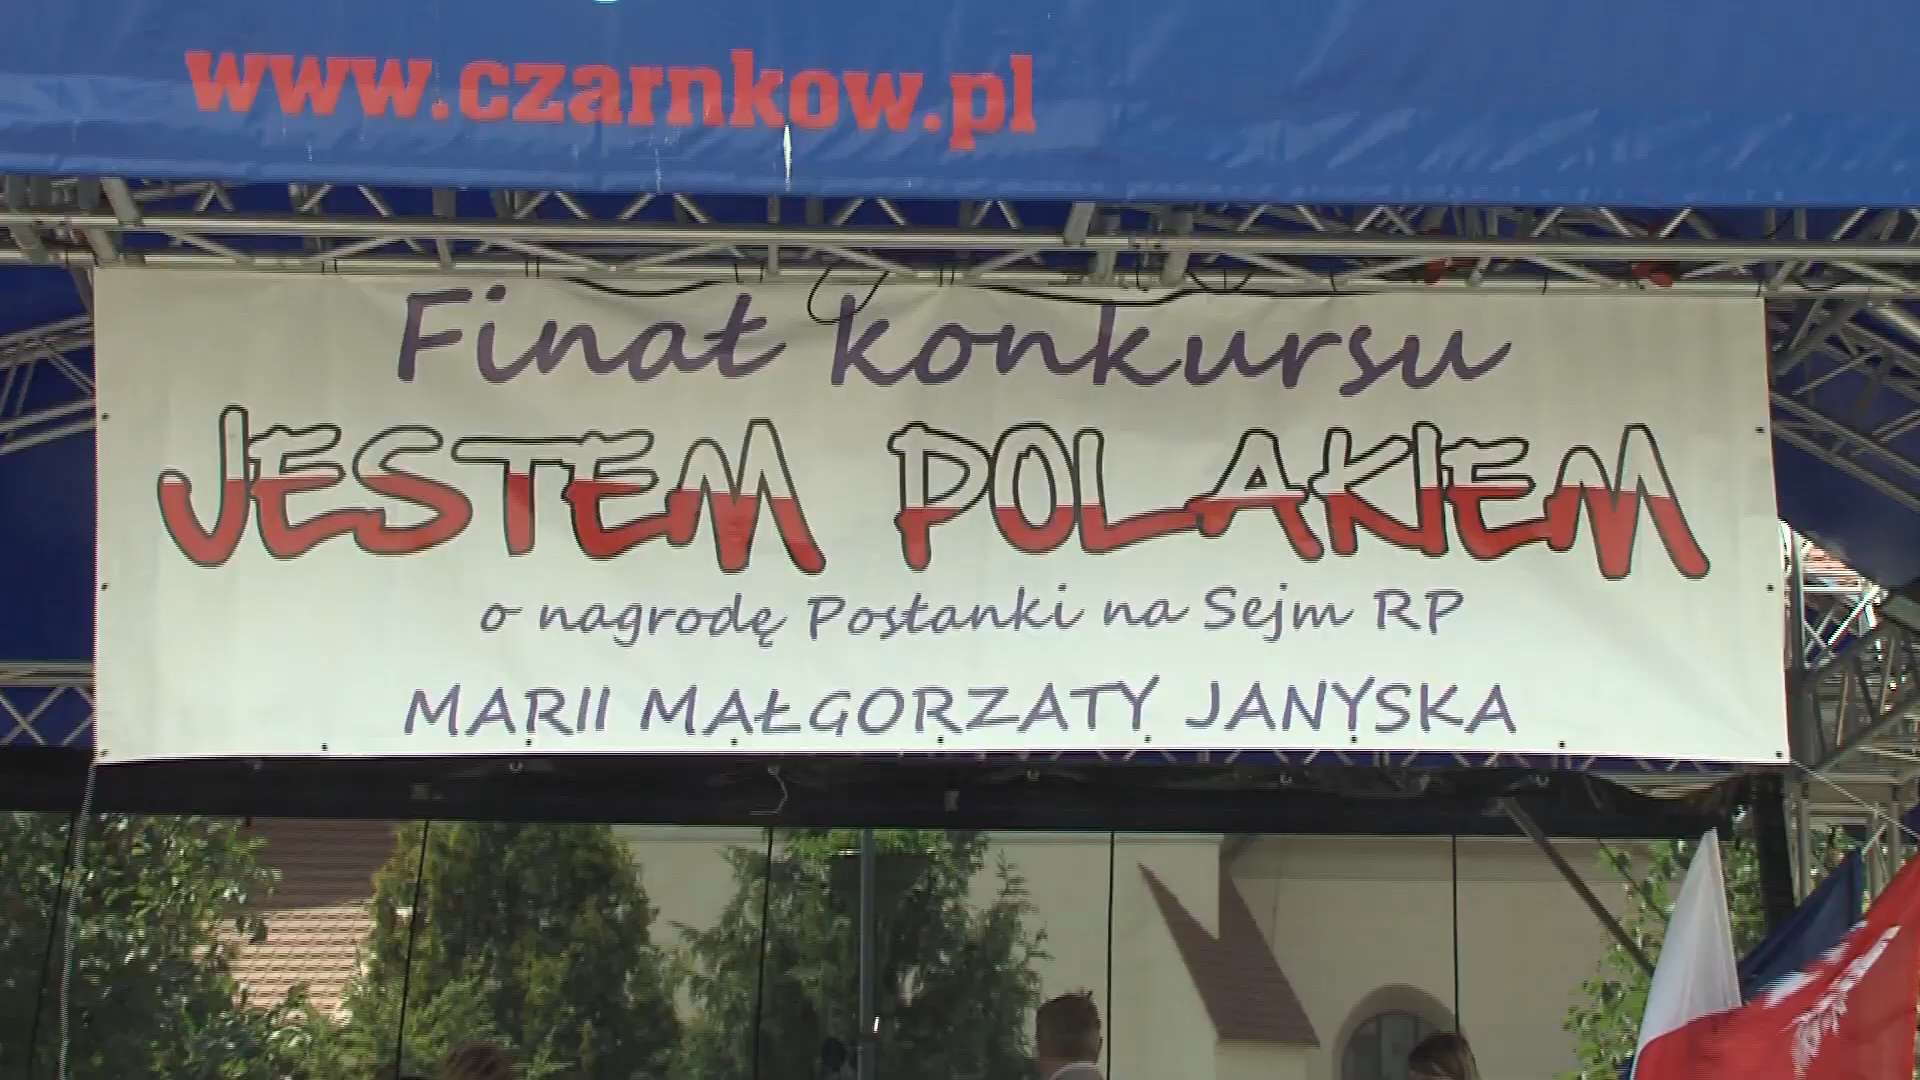 www.czarnkow.pl
Finał konkursu
JESTEM POLAKIEM
o nagrodę Posłanki na Sejm RP
MARII MAŁGORZATY JANYSKA